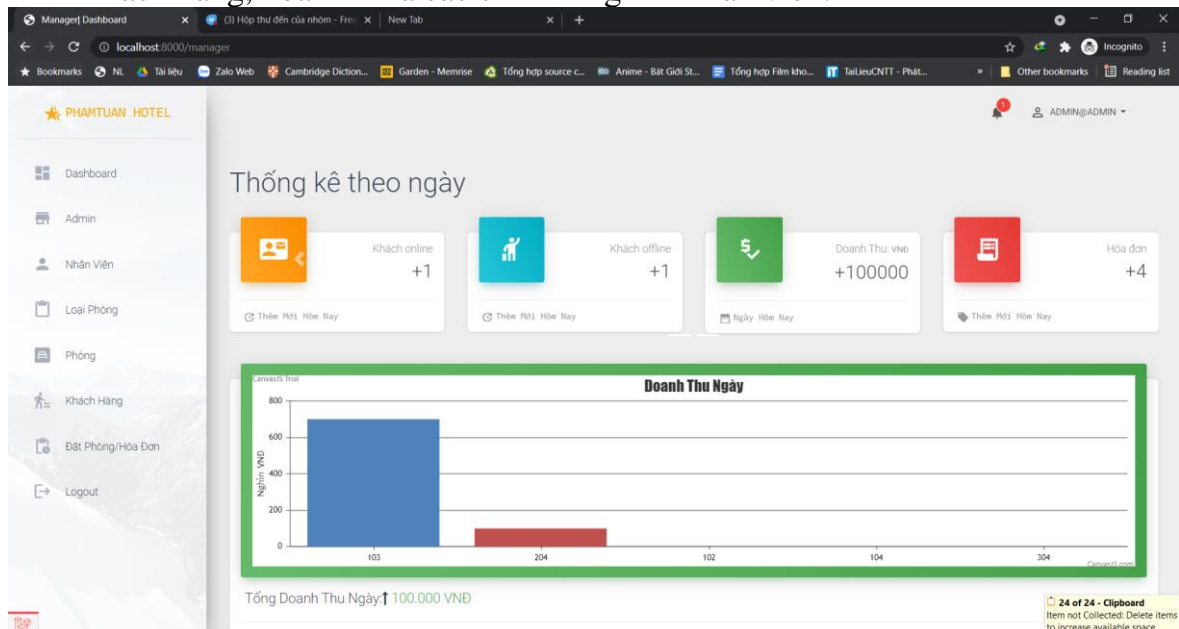 Manager| Dashboard
(3) Hộp thư đến của nhóm - Fres
New Tab
localhost:8000/manager
Incognito
Bookmarks NL Tài liệu Zalo Web Cambridge Diction... Garden - Memrise Tổng hợp source c... Anime - Bát Giới St... Tổng hợp Film kho... TaiLieuCNTT - Phát... » Other bookmarks Reading list
PHAMTUAN HOTEL
1
ADMIN@ADMIN
Dashboard
Admin
Nhân Viên
Loại Phòng
Phòng
Khách Hàng
Đặt Phòng/Hóa Đơn
Logout
Thống kê theo ngày
Khách online
+1
Thêm Mới Hôm Nay
Khách offline
+1
Thêm Mới Hôm Nay
Doanh Thu: VNĐ
+100000
Ngày Hôm Nay
Hóa đơn
+4
Thêm Mới Hôm Nay
CanvasJS Trial
Doanh Thu Ngày
Nghìn VNĐ
800
600
400
200
0
103 204 102 104 304
CanvasJS.com
Tổng Doanh Thu Ngày: 100.000 VNĐ
24 of 24 - Clipboard
Item not Collected: Delete items
to increase available space